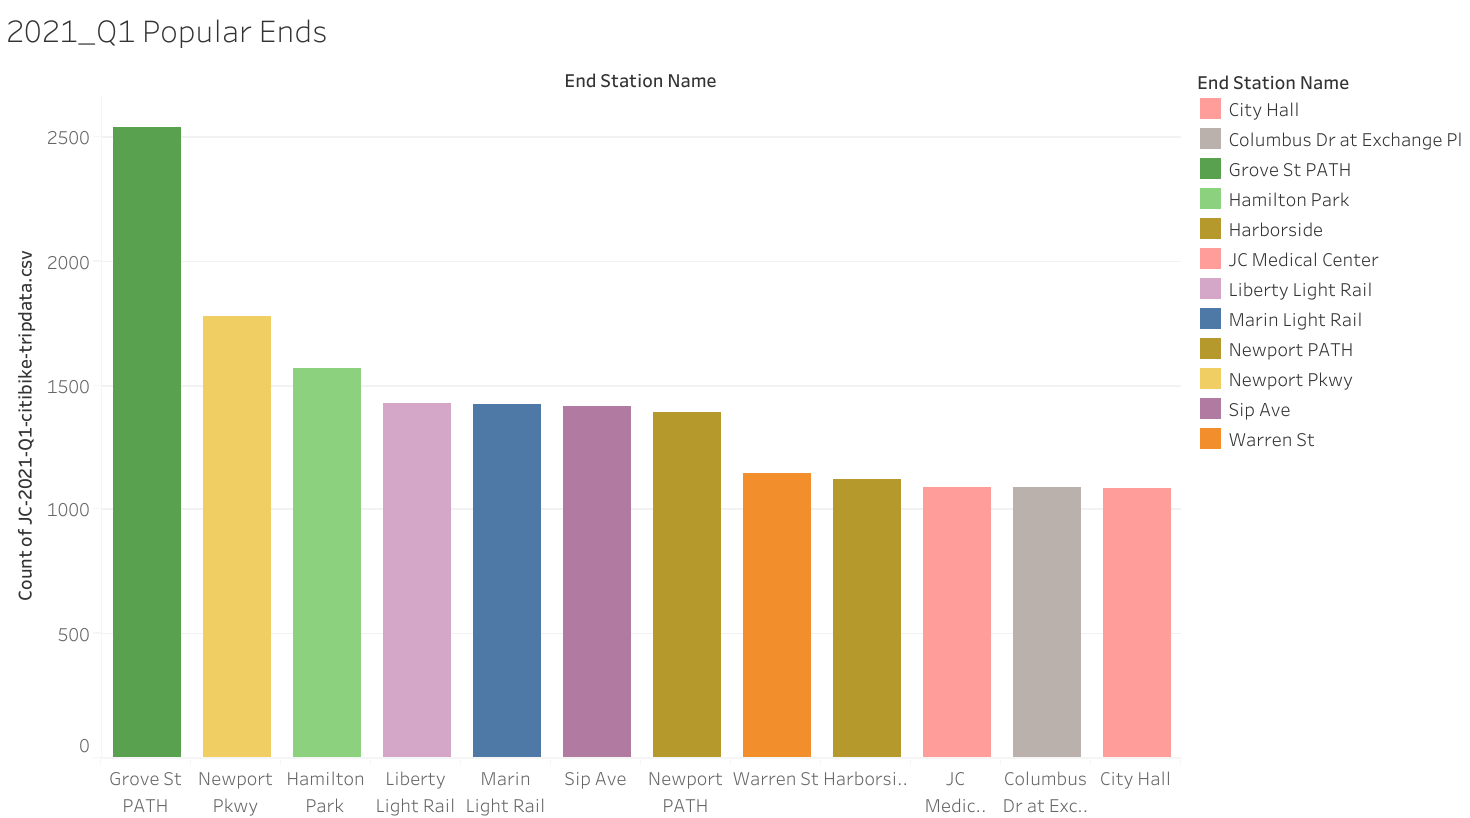 2021_Q1 Popular Ends
End Station Name
Count of JC-2021-Q1-citibike-tripdata.csv
2500
2000
1500
1000
500
0
Grove St
PATH
Newport
Pkwy
Hamilton
Park
Liberty
Light Rail
Marin
Light Rail
Sip Ave
Newport
PATH
Warren St
Harborsi..
JC
Medic..
Columbus
Dr at Exc..
City Hall
End Station Name
City Hall
Columbus Dr at Exchange Pl
Grove St PATH
Hamilton Park
Harborside
JC Medical Center
Liberty Light Rail
Marin Light Rail
Newport PATH
Newport Pkwy
Sip Ave
Warren St